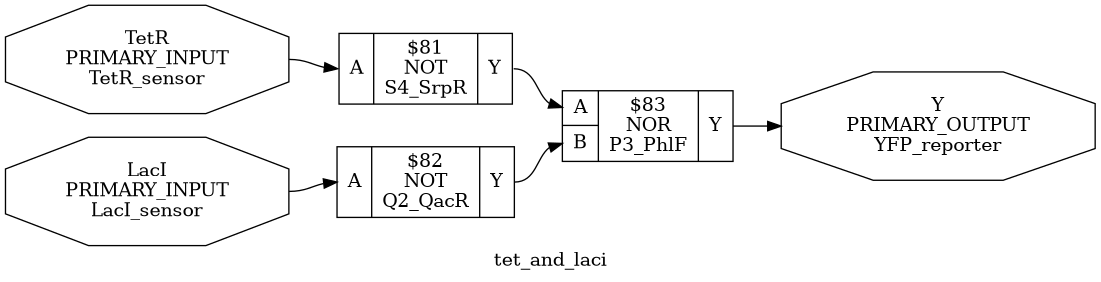 TetR
PRIMARY_INPUT
TetR_sensor
A
$81
NOT
S4_SrpR
Y
LacI
PRIMARY_INPUT
LacI_sensor
A
$82
NOT
Q2_QacR
Y
A
B
$83
NOR
P3_PhlF
Y
Y
PRIMARY_OUTPUT
YFP_reporter
tet_and_laci